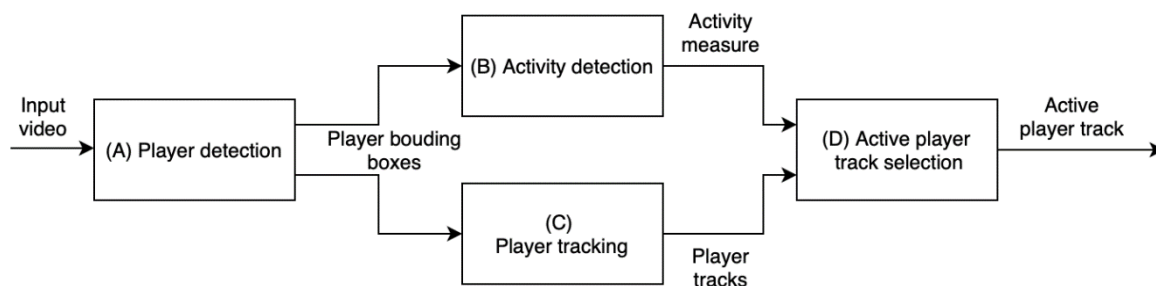 Input
video
(A) Player detection
Player bouding
boxes
(B) Activity detection
Activity
measure
(C)
Player tracking
Player
tracks
(D) Active player
track selection
Active
player track